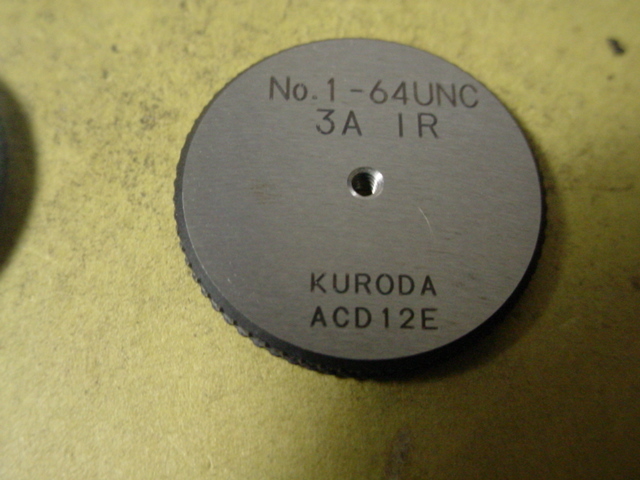 No.1-64UNC
3A IR
KURODA
ACD12E